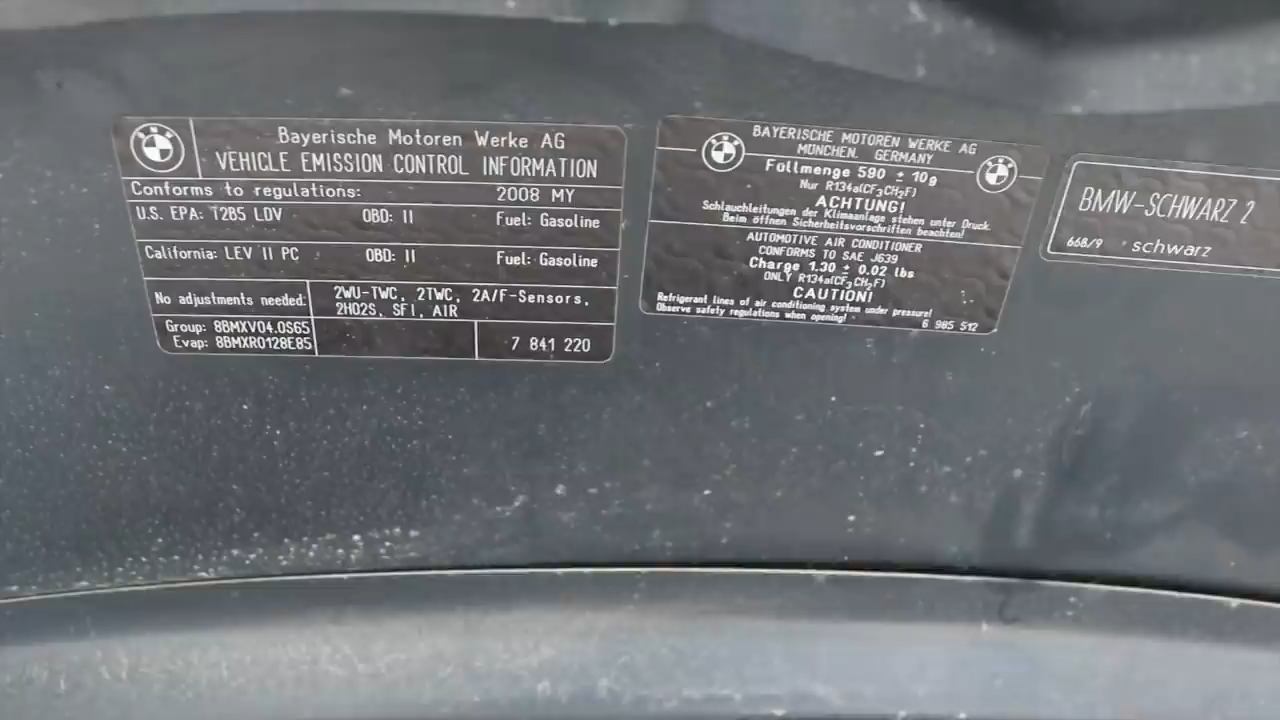 Bayerische Motoren Werke AG
VEHICLE EMISSION CONTROL INFORMATION
Conforms to regulations: 2008 MY
U.S. EPA: T2B5 LDV OBD: II Fuel: Gasoline
California: LEV II PC OBD: II Fuel: Gasoline
No adjustments needed: 2WU-TWC, 2TWC, 2A/F-Sensors,
2HO2S, SFI, AIR
Group: 8BMXV04.0S65
Evap: 8BMXR0128E85 7 841 220
BAYERISCHE MOTOREN WERKE AG
MÜNCHEN, GERMANY
Füllmenge 590 ± 10g
Nur R134a(CF3CH2F)
ACHTUNG!
Schlauchleitungen der Klimaanlage stehen unter Druck.
Beim öffnen Sicherheitsvorschriften beachten!
AUTOMOTIVE AIR CONDITIONER
CONFORMS TO SAE J639
Charge 1.30 ± 0.02 lbs
ONLY R134a(CF3CH2F)
CAUTION!
Refrigerant lines of air conditioning system under pressure!
Observe safety regulations when opening!
6 985 512
BMW-SCHWARZ 2
668/9 schwarz